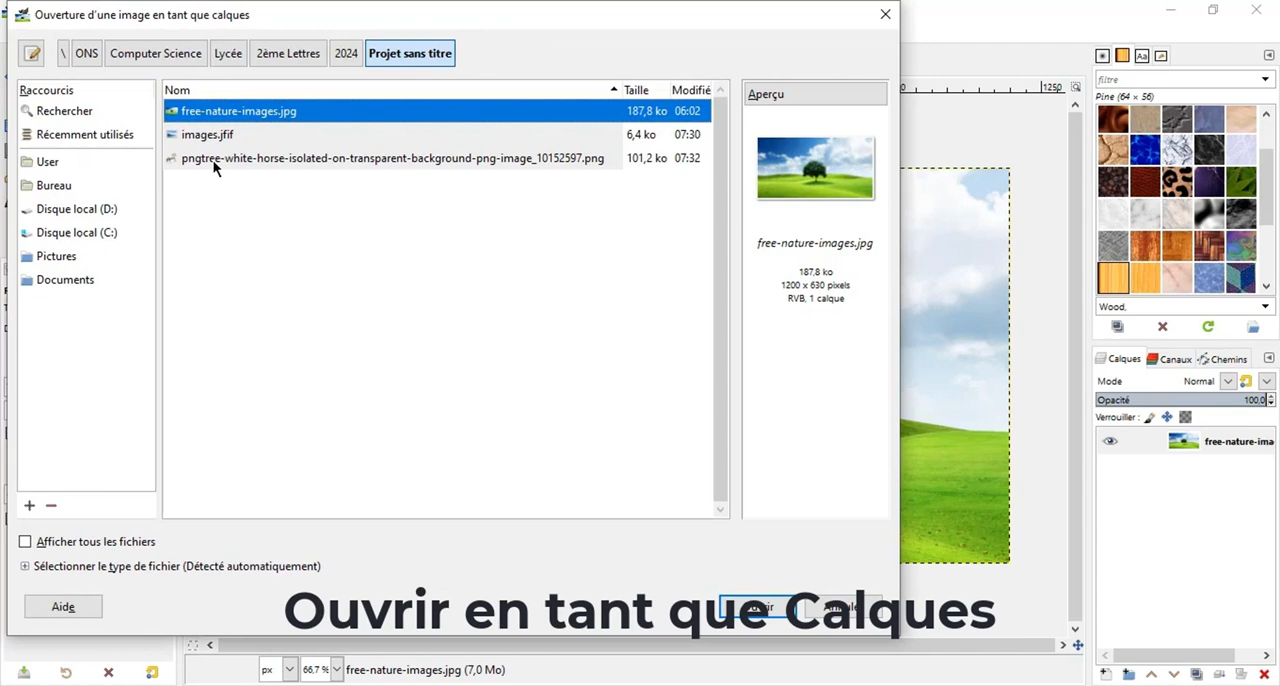 Ouverture d'une image en tant que calques
\ ONS Computer Science Lycée 2ème Lettres 2024 Projet sans titre
Raccourcis
Rechercher
Récemment utilisés
User
Bureau
Disque local (D:)
Disque local (C:)
Pictures
Documents
Nom Taille Modifié
free-nature-images.jpg 187,8 ko 06:02
images.jfif 6,4 ko 07:30
pngtree-white-horse-isolated-on-transparent-background-png-image_10152597.png 101,2 ko 07:32
Aperçu
free-nature-images.jpg
187,8 ko
1200 x 630 pixels
RVB, 1 calque
Afficher tous les fichiers
Sélectionner le type de fichier (Détecté automatiquement)
Aide
Ouvrir en tant que Calques
px 66,7 % free-nature-images.jpg (7,0 Mo)
1250
Aa
filtre
Pine (64 × 56)
Wood,
Calques Canaux Chemins
Mode Normal
Opacité 100,0
Verrouiller :
free-nature-ima